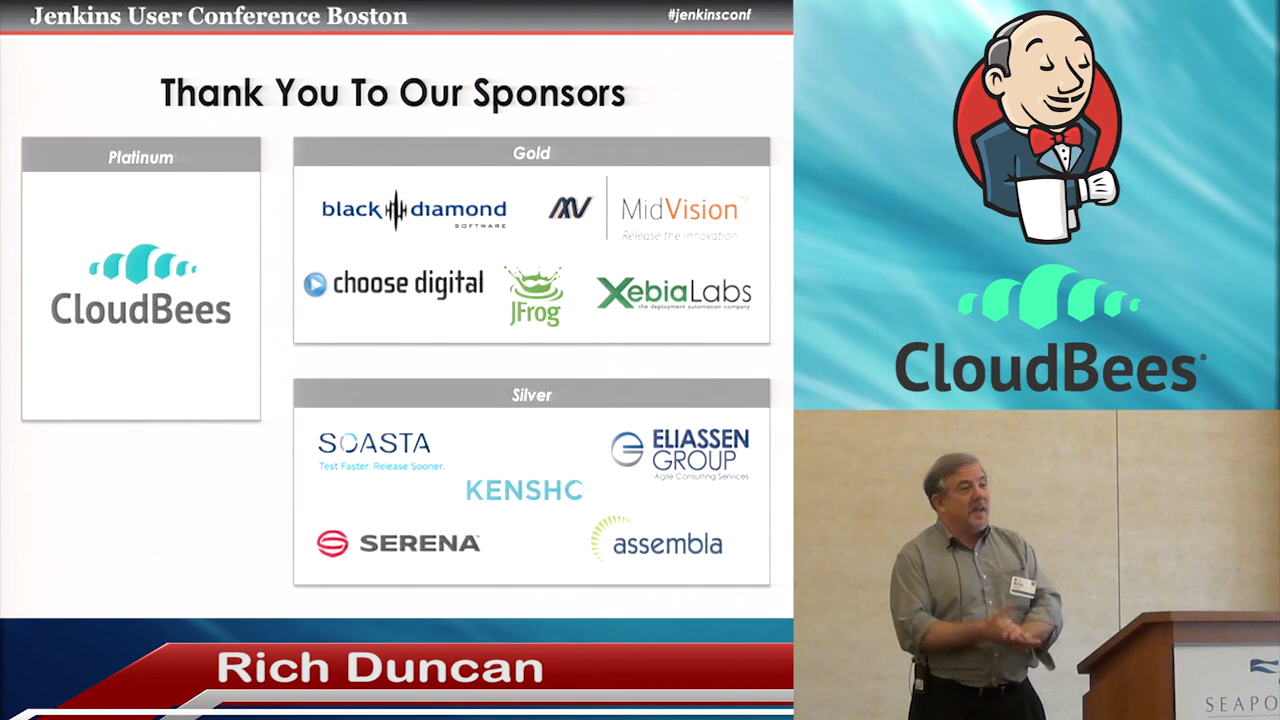 Jenkins User Conference Boston
#jenkinsconf
Thank You To Our Sponsors
Platinum
CloudBees
Gold
black diamond
SOFTWARE
MidVision™
Release the innovation
choose digital
JFrog
XebiaLabs
the deployment automation company
Silver
SOASTA
Test Faster. Release Sooner.
ELIASSEN
GROUP
Agile Consulting Services
KENSHO
SERENA™
assembla
Rich Duncan
CloudBees®
SEAPO